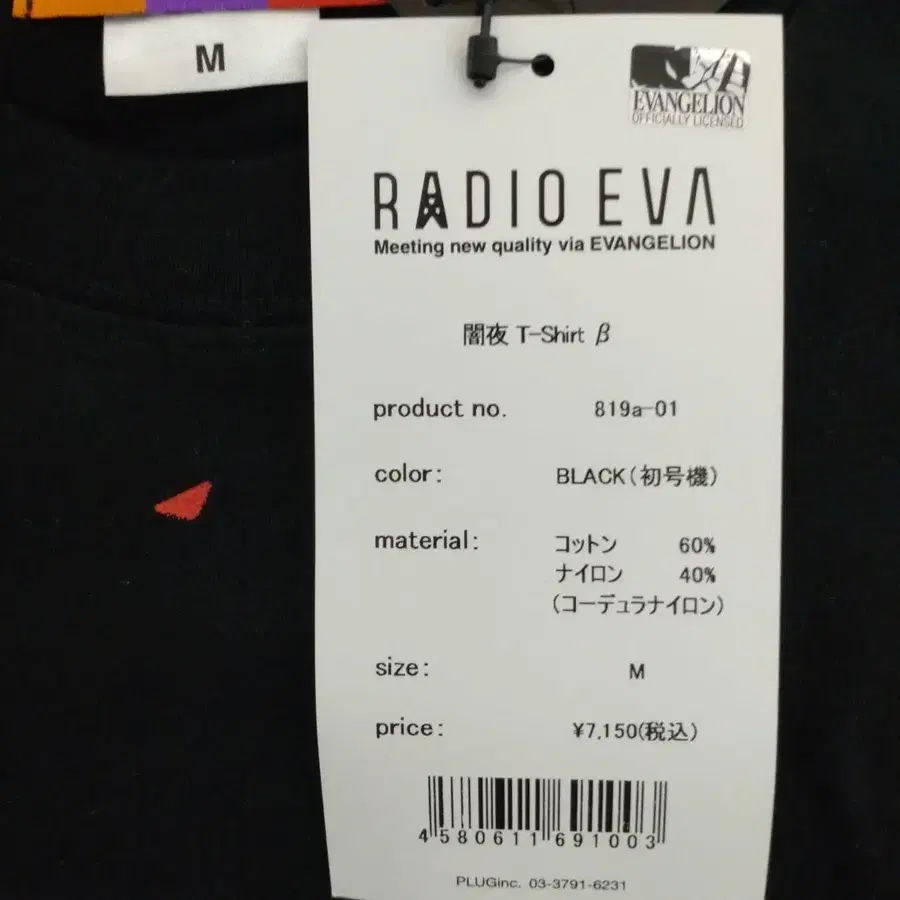 M
EVANGELION
OFFICIALLY LICENSED
RADIO EVA
Meeting new quality via EVANGELION
闇夜 T-Shirt β
product no. 819a-01
color: BLACK(初号機)
material: コットン 60%
ナイロン 40%
(コーデュラナイロン)
size: M
price: ¥7,150(税込)
4580611691003
PLUGinc. 03-3791-6231